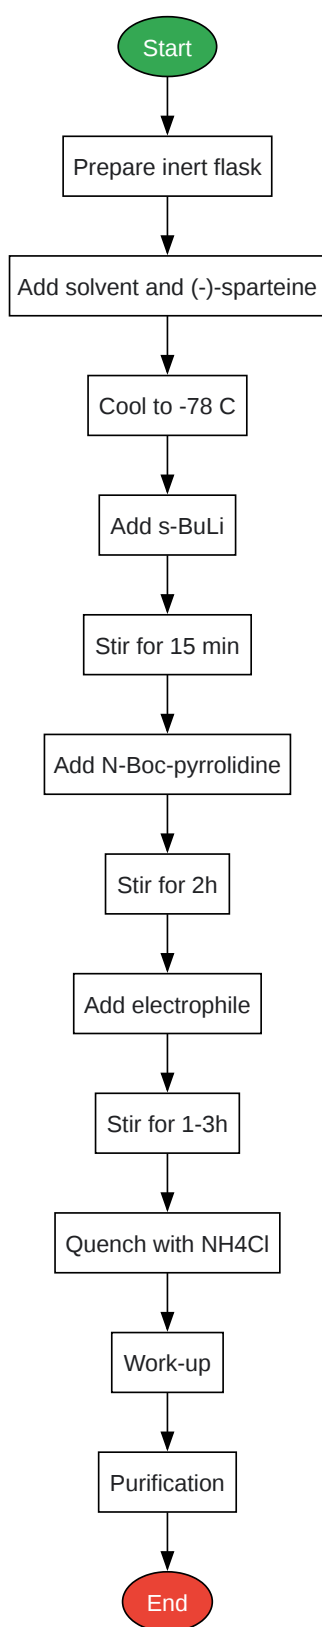 Start
Prepare inert flask
Add solvent and (-)-sparteine
Cool to -78 C
Add s-BuLi
Stir for 15 min
Add N-Boc-pyrrolidine
Stir for 2h
Add electrophile
Stir for 1-3h
Quench with NH4Cl
Work-up
Purification
End